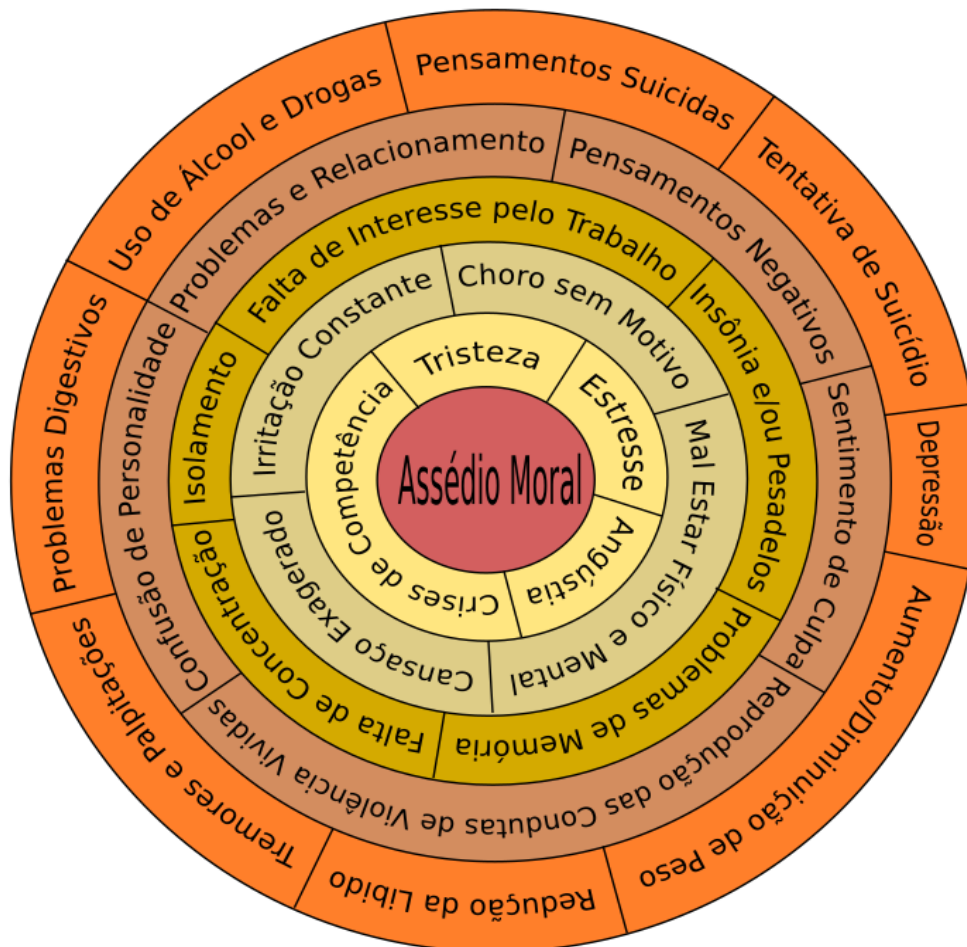 Assédio Moral
Tristeza
Estresse
Angústia
Crises de Competência
Choro sem Motivo
Mal Estar Físico e Mental
Cansaço Exagerado
Irritação Constante
Falta de Interesse pelo Trabalho
Insônia e/ou Pesadelos
Problemas de Memória
Falta de Concentração
Isolamento
Problemas e Relacionamento
Pensamentos Negativos
Sentimento de Culpa
Reprodução das Condutas de Violência Vividas
Confusão de Personalidade
Pensamentos Suicidas
Tentativa de Suicídio
Depressão
Aumento/Diminuição de Peso
Redução da Libido
Tremores e Palpitações
Problemas Digestivos
Uso de Álcool e Drogas